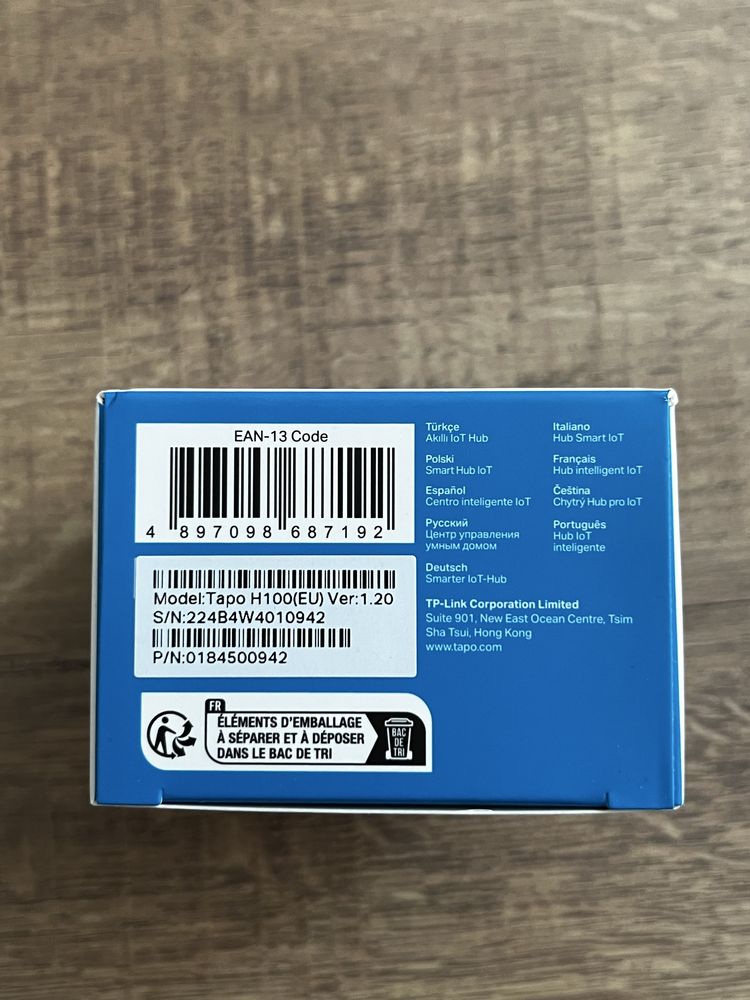 EAN-13 Code
4 897098 687192
Model:Tapo H100(EU) Ver:1.20
S/N:224B4W4010942
P/N:0184500942
FR
ÉLÉMENTS D'EMBALLAGE
À SÉPARER ET À DÉPOSER
DANS LE BAC DE TRI
BAC
DE
TRI
Türkçe
Akıllı IoT Hub
Polski
Smart Hub IoT
Español
Centro inteligente IoT
Русский
Центр управления
умным домом
Deutsch
Smarter IoT-Hub
Italiano
Hub Smart IoT
Français
Hub intelligent IoT
Čeština
Chytrý Hub pro IoT
Português
Hub IoT
inteligente
TP-Link Corporation Limited
Suite 901, New East Ocean Centre, Tsim
Sha Tsui, Hong Kong
www.tapo.com